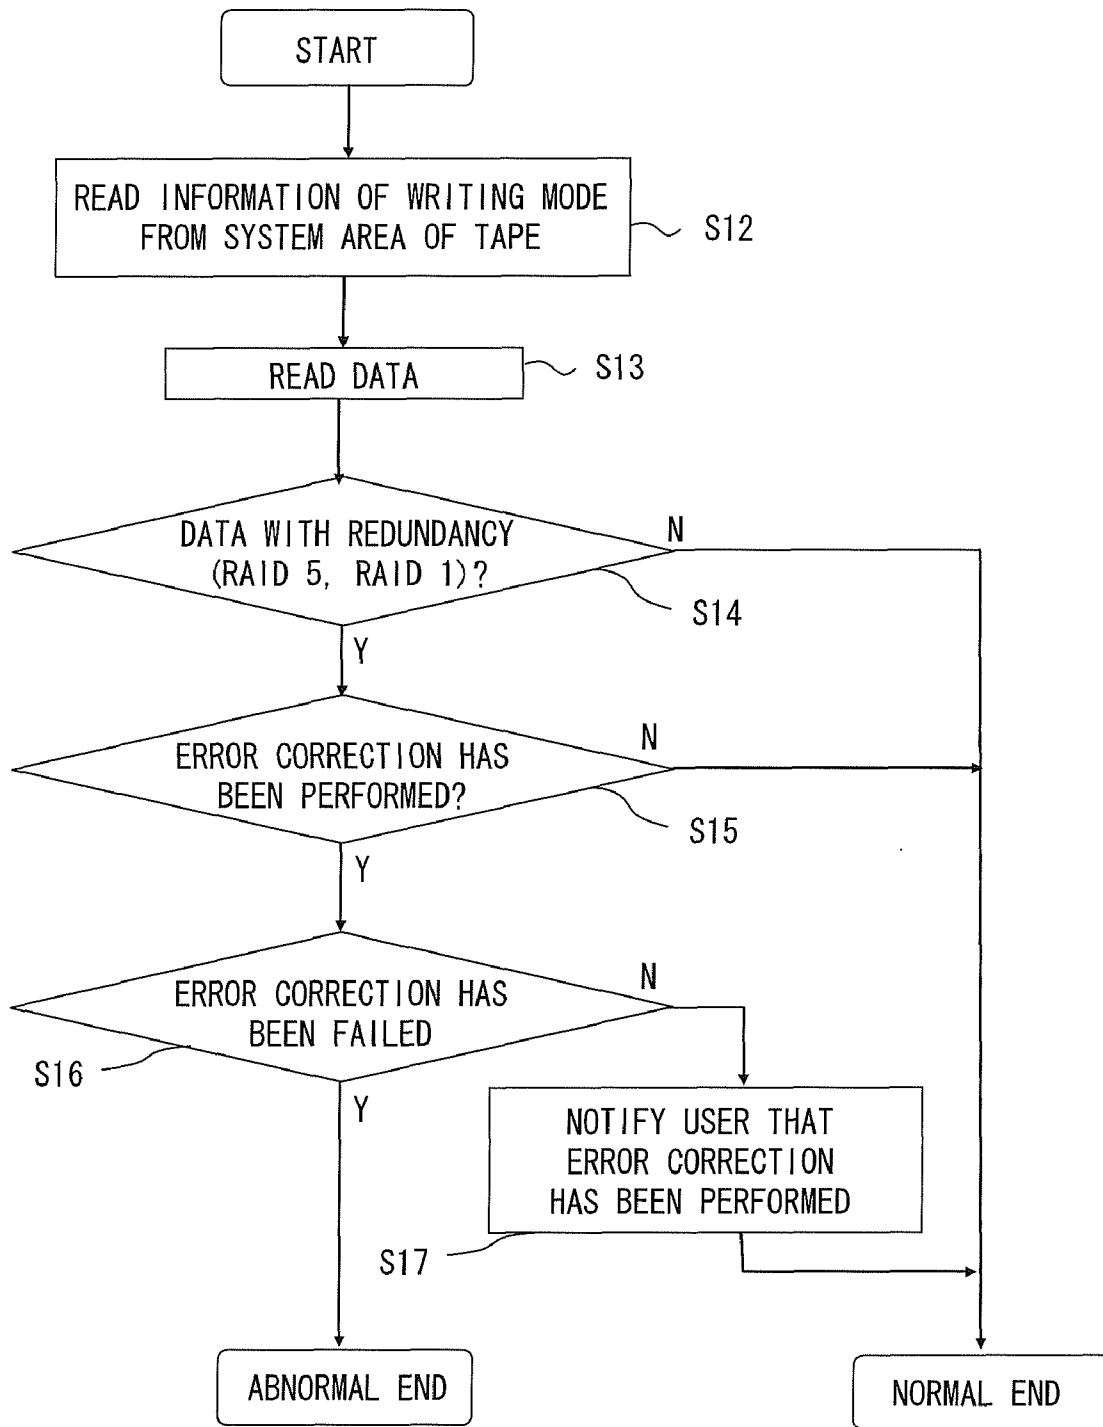 START
READ INFORMATION OF WRITING MODE
FROM SYSTEM AREA OF TAPE
S12
READ DATA
S13
DATA WITH REDUNDANCY
(RAID 5, RAID 1)?
N
S14
Y
ERROR CORRECTION HAS
BEEN PERFORMED?
N
S15
Y
ERROR CORRECTION HAS
BEEN FAILED
N
S16
Y
NOTIFY USER THAT
ERROR CORRECTION
HAS BEEN PERFORMED
S17
ABNORMAL END
NORMAL END